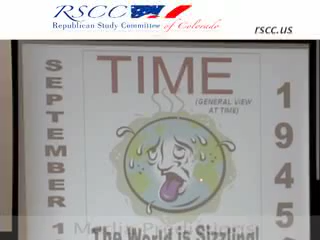 RSCC
Republican Study Committee of Colorado
rscc.us
TIME
(GENERAL VIEW
AT TIME)
SEPTEMBER 1
1945
The World is Sizzling!